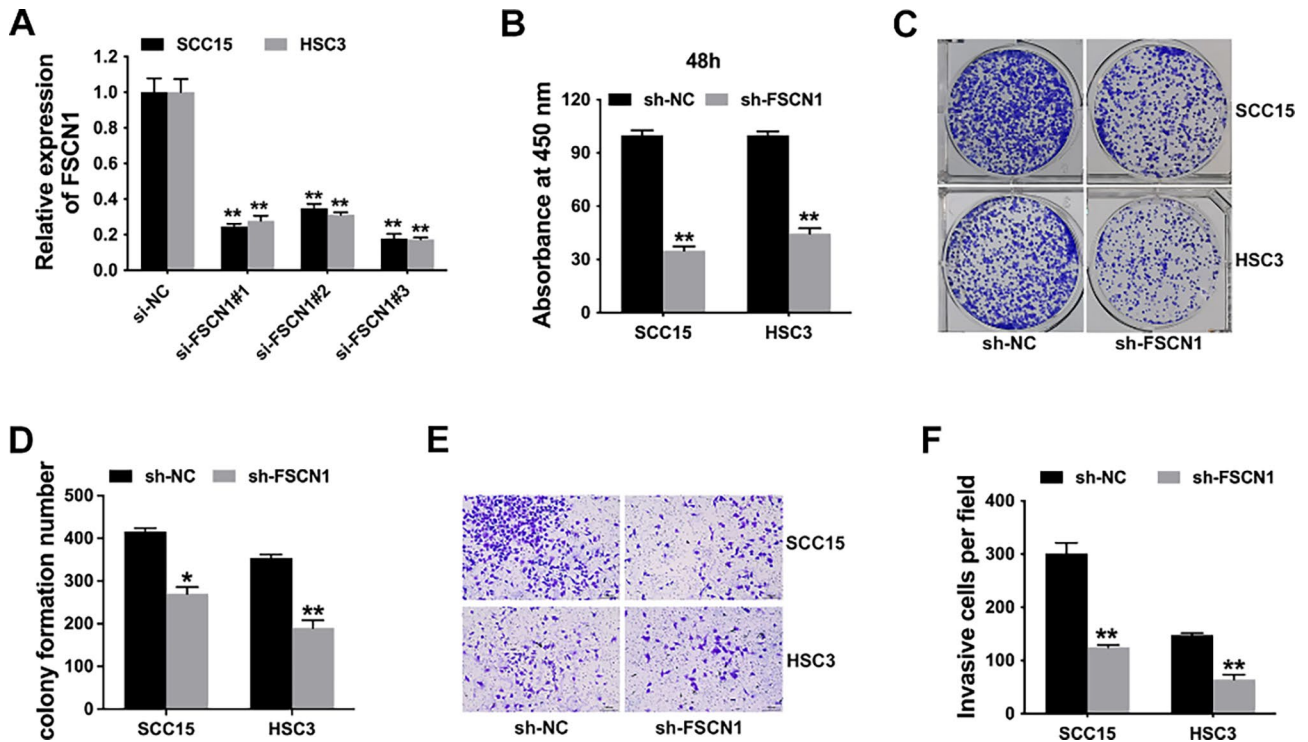 A
SCC15 HSC3
Relative expression
of FSCN1
1.2
1.0
0.8
0.6
0.4
0.2
0.0
** ** ** ** ** **
si-NC si-FSCN1#1 si-FSCN1#2 si-FSCN1#3
B
48h
sh-NC sh-FSCN1
Absorbance at 450 nm
120
90
60
30
0
** **
SCC15 HSC3
C
SCC15
HSC3
sh-NC sh-FSCN1
D
sh-NC sh-FSCN1
colony formation number
500
400
300
200
100
0
* **
SCC15 HSC3
E
SCC15
HSC3
sh-NC sh-FSCN1
F
sh-NC sh-FSCN1
Invasive cells per field
400
300
200
100
0
** **
SCC15 HSC3